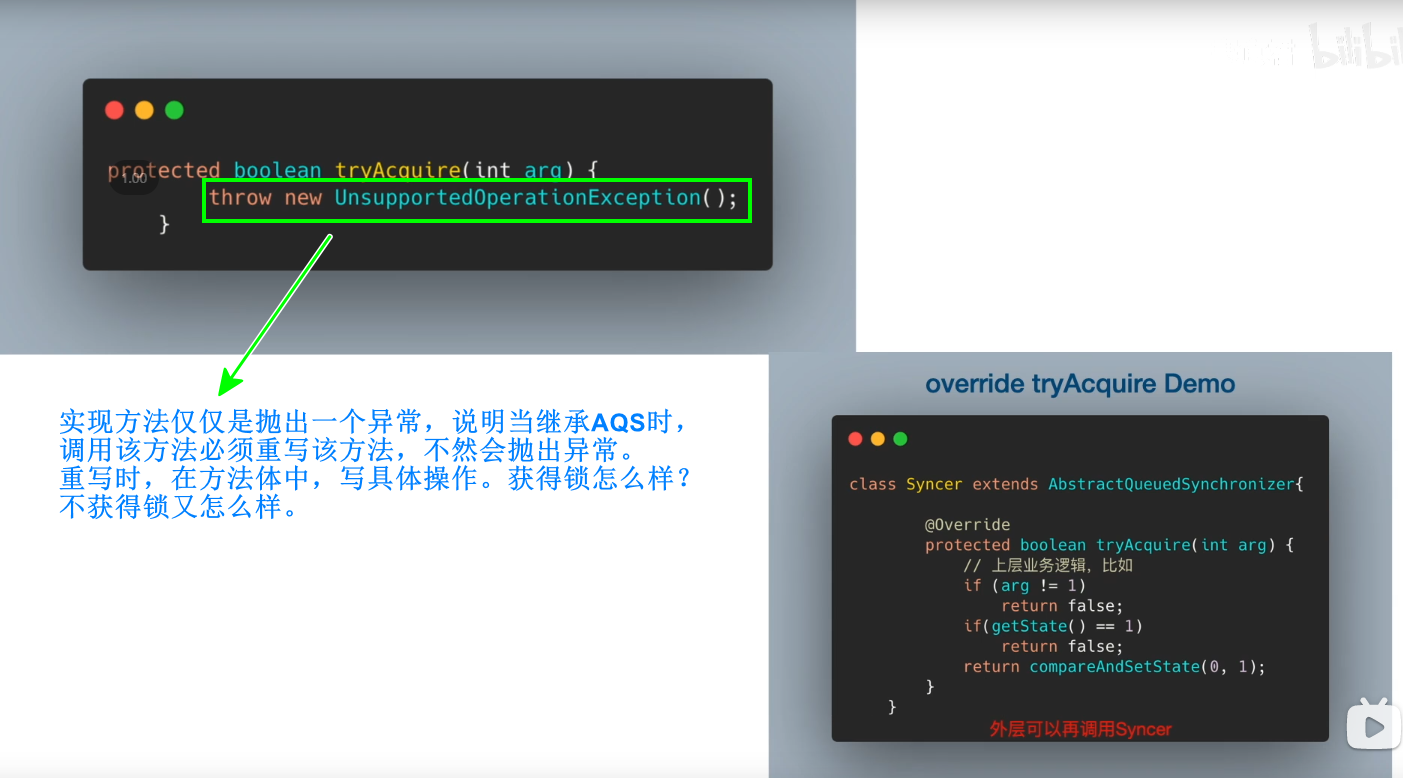 bilibili
protected boolean tryAcquire(int arg) {
1.00
throw new UnsupportedOperationException();
}
实现方法仅仅是抛出一个异常，说明当继承AQS时，
调用该方法必须重写该方法，不然会抛出异常。
重写时，在方法体中，写具体操作。获得锁怎么样？
不获得锁又怎么样。
override tryAcquire Demo
class Syncer extends AbstractQueuedSynchronizer{
@Override
protected boolean tryAcquire(int arg) {
// 上层业务逻辑，比如
if (arg != 1)
return false;
if(getState() == 1)
return false;
return compareAndSetState(0, 1);
}
}
外层可以再调用Syncer